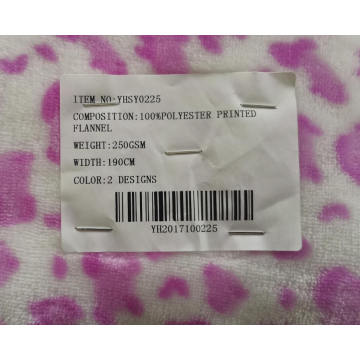 ITEM NO:YHSY0225
COMPOSITION:100%POLYESTER PRINTED
FLANNEL
WEIGHT:250GSM
WIDTH:190CM
COLOR:2 DESIGNS
YH2017100225